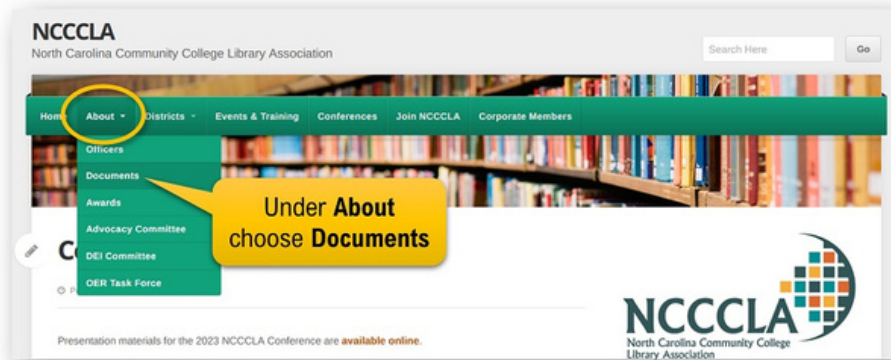 NCCCLA
North Carolina Community College Library Association
Search Here
Go
Home
About
Districts
Events & Training
Conferences
Join NCCCLA
Corporate Members
Officers
Documents
Awards
Advocacy Committee
DEI Committee
OER Task Force
Under About
choose Documents
C
P
Presentation materials for the 2023 NCCCLA Conference are available online.
NCCCLA
North Carolina Community College
Library Association